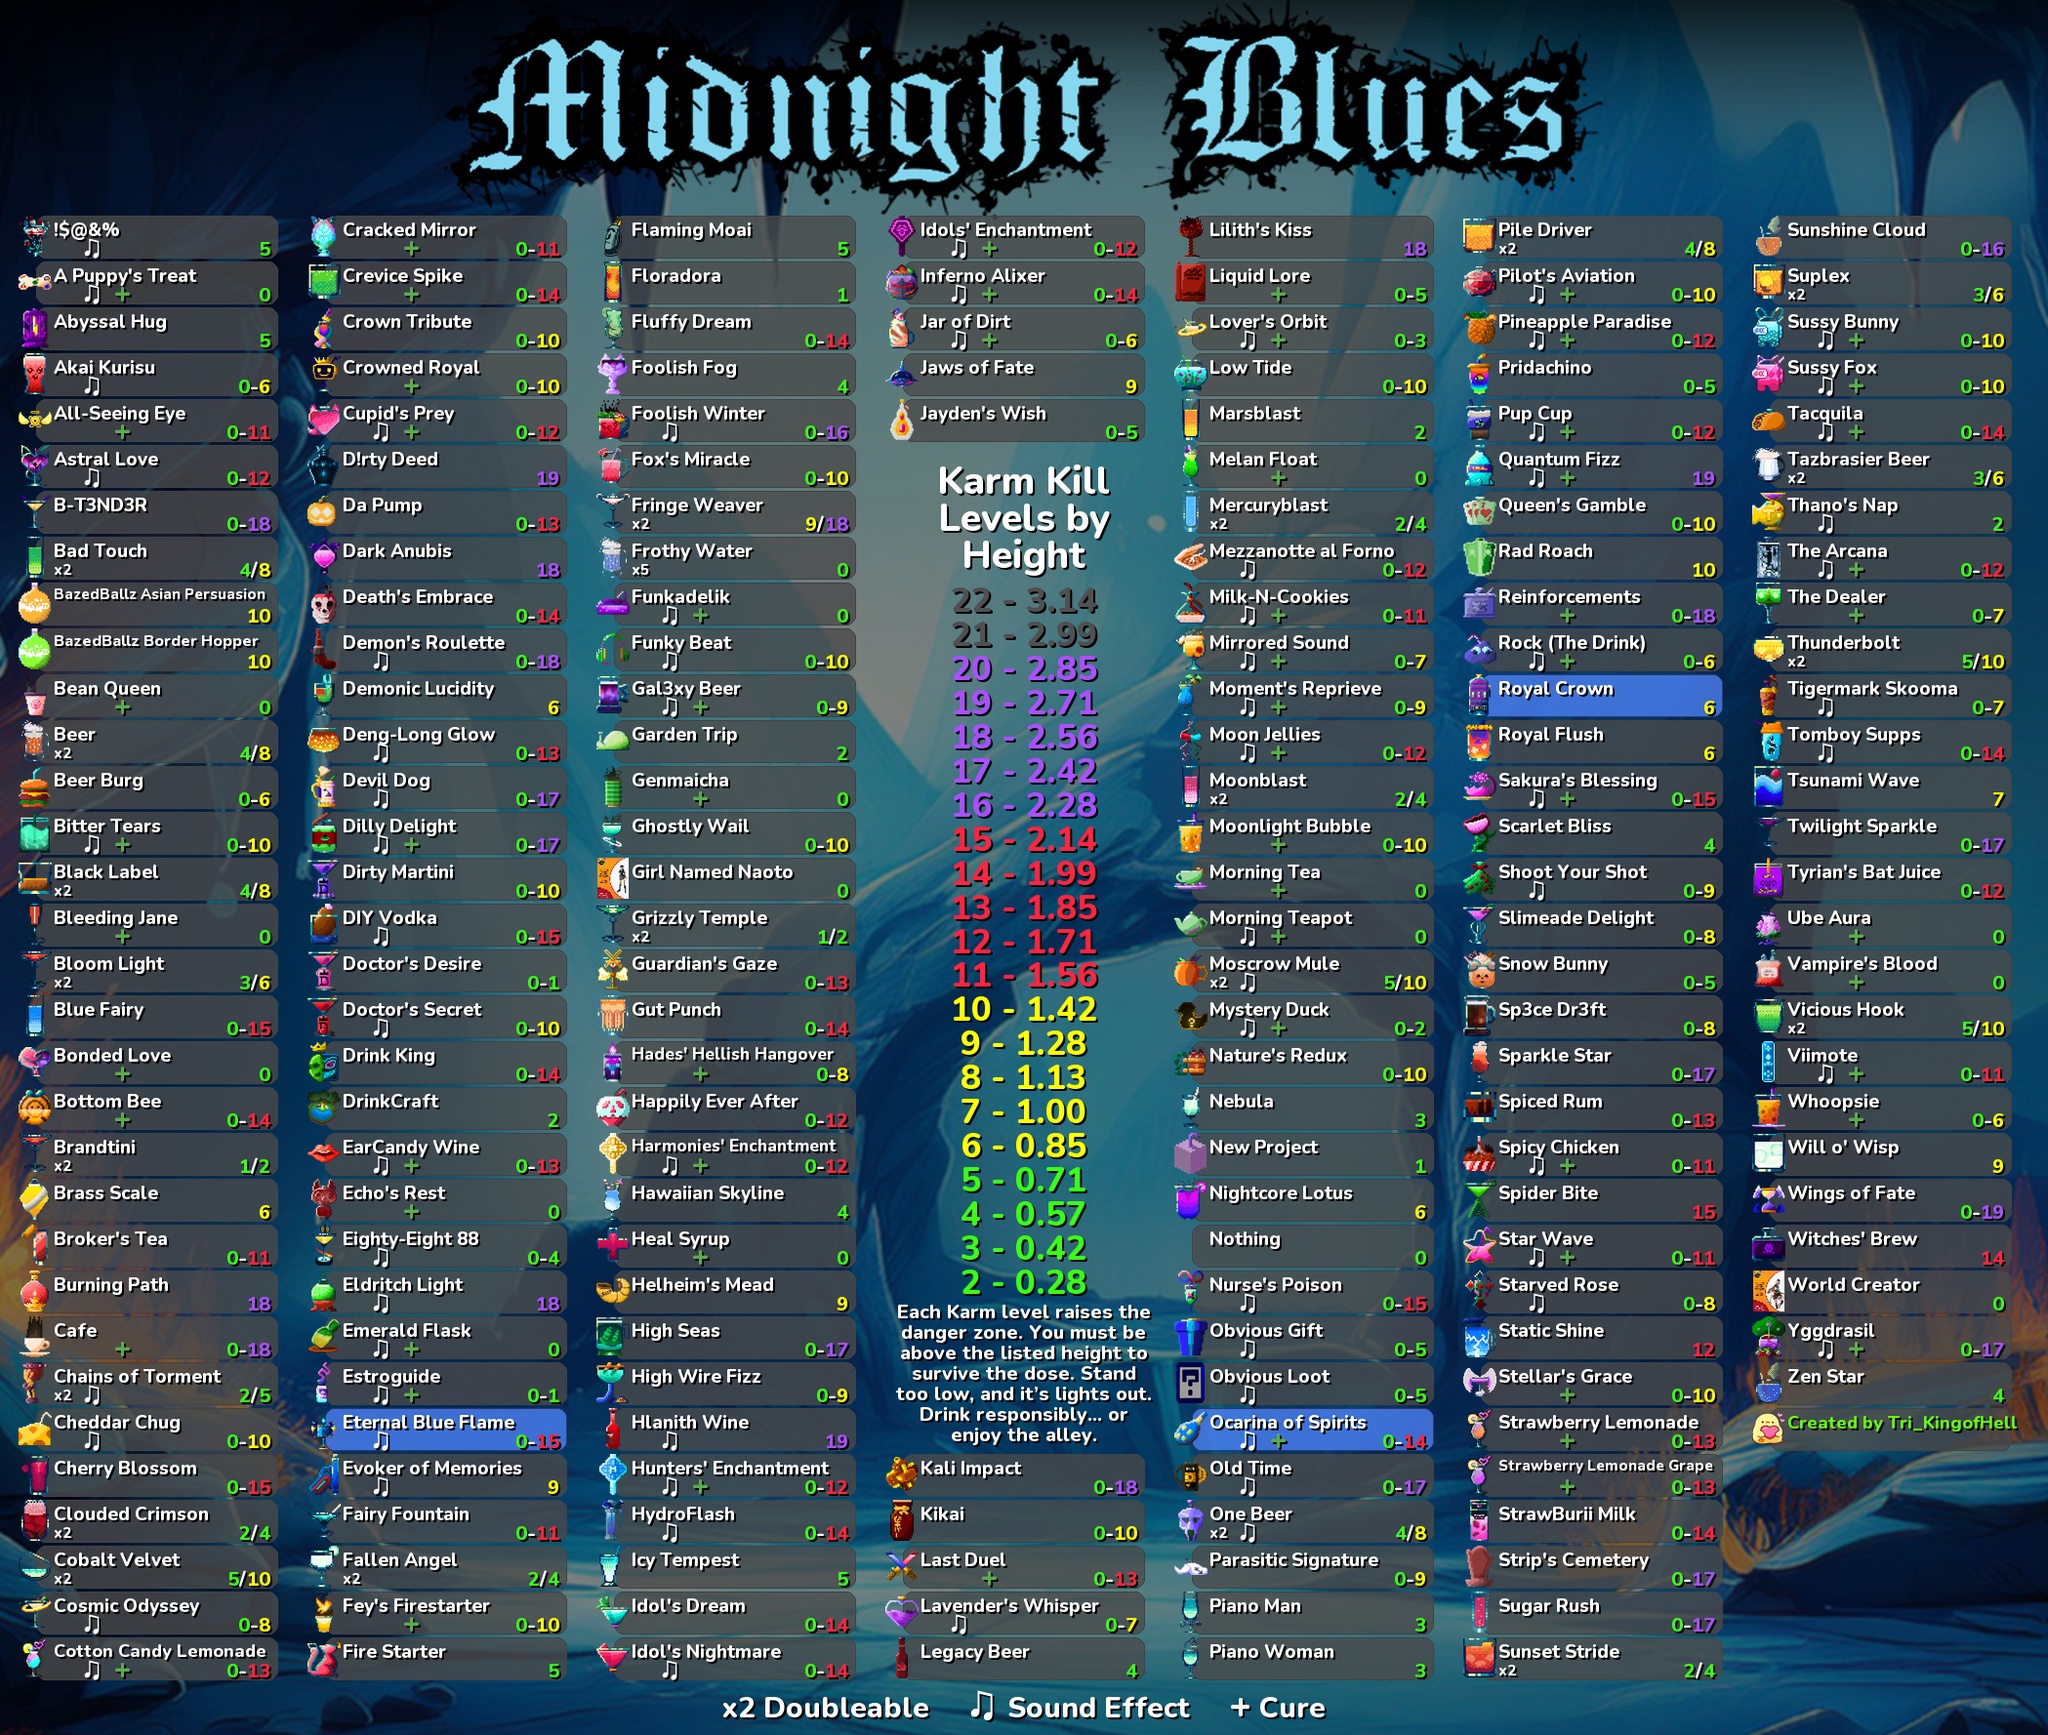 Midnight Blues
!$@&%
♫ 5
A Puppy's Treat
♫ + 0
Abyssal Hug
5
Akai Kurisu
♫ 0-6
All-Seeing Eye
+ 0-11
Astral Love
♫ 0-12
B-T3ND3R
0-18
Bad Touch
x2 4/8
BazedBallz Asian Persuasion
10
BazedBallz Border Hopper
10
Bean Queen
+ 0
Beer
x2 4/8
Beer Burg
0-6
Bitter Tears
♫ + 0-10
Black Label
x2 4/8
Bleeding Jane
+ 0
Bloom Light
x2 3/6
Blue Fairy
0-15
Bonded Love
+ 0
Bottom Bee
+ 0-14
Brandtini
x2 1/2
Brass Scale
6
Broker's Tea
0-11
Burning Path
18
Cafe
+ 0-18
Chains of Torment
x2 ♫ 2/5
Cheddar Chug
0-10
Cherry Blossom
0-15
Clouded Crimson
x2 2/4
Cobalt Velvet
x2 5/10
Cosmic Odyssey
♫ 0-8
Cotton Candy Lemonade
♫ + 0-13
Cracked Mirror
+ 0-11
Crevice Spike
+ 0-14
Crown Tribute
0-10
Crowned Royal
+ 0-10
Cupid's Prey
♫ + 0-12
D!rty Deed
19
Da Pump
0-13
Dark Anubis
18
Death's Embrace
0-14
Demon's Roulette
♫ 0-18
Demonic Lucidity
6
Deng-Long Glow
♫ 0-13
Devil Dog
♫ 0-17
Dilly Delight
♫ + 0-17
Dirty Martini
0-10
DIY Vodka
♫ 0-15
Doctor's Desire
0-1
Doctor's Secret
♫ 0-10
Drink King
0-14
DrinkCraft
2
EarCandy Wine
♫ + 0-13
Echo's Rest
+ 0
Eighty-Eight 88
♫ 0-4
Eldritch Light
♫ 18
Emerald Flask
♫ + 0
Estroguide
♫ + 0-1
Eternal Blue Flame
♫ 0-15
Evoker of Memories
♫ 9
Fairy Fountain
0-11
Fallen Angel
x2 2/4
Fey's Firestarter
+ 0-10
Fire Starter
5
Flaming Moai
5
Floradora
1
Fluffy Dream
0-14
Foolish Fog
4
Foolish Winter
♫ 0-16
Fox's Miracle
0-10
Fringe Weaver
x2 9/18
Frothy Water
x5 0
Funkadelik
♫ + 0
Funky Beat
♫ 0-10
Gal3xy Beer
♫ + 0-9
Garden Trip
2
Genmaicha
+ 0
Ghostly Wail
0-10
Girl Named Naoto
0
Grizzly Temple
x2 1/2
Guardian's Gaze
0-13
Gut Punch
0-14
Hades' Hellish Hangover
+ 0-8
Happily Ever After
0-12
Harmonies' Enchantment
♫ + 0-12
Hawaiian Skyline
4
Heal Syrup
+ 0
Helheim's Mead
9
High Seas
0-17
High Wire Fizz
0-9
Hlanith Wine
♫ 19
Hunters' Enchantment
♫ + 0-12
HydroFlash
♫ 0-14
Icy Tempest
5
Idol's Dream
0-14
Idol's Nightmare
♫ 0-14
Idols' Enchantment
♫ + 0-12
Inferno Alixer
♫ + 0-14
Jar of Dirt
♫ + 0-6
Jaws of Fate
9
Jayden's Wish
0-5
Karm Kill
Levels by
Height
22 - 3.14
21 - 2.99
20 - 2.85
19 - 2.71
18 - 2.56
17 - 2.42
16 - 2.28
15 - 2.14
14 - 1.99
13 - 1.85
12 - 1.71
11 - 1.56
10 - 1.42
9 - 1.28
8 - 1.13
7 - 1.00
6 - 0.85
5 - 0.71
4 - 0.57
3 - 0.42
2 - 0.28
Each Karm level raises the
danger zone. You must be
above the listed height to
survive the dose. Stand
too low, and it's lights out.
Drink responsibly... or
enjoy the alley.
Kali Impact
0-18
Kikai
0-10
Last Duel
+ 0-13
Lavender's Whisper
♫ 0-7
Legacy Beer
4
Lilith's Kiss
18
Liquid Lore
+ 0-5
Lover's Orbit
♫ + 0-3
Low Tide
0-10
Marsblast
2
Melan Float
+ 0
Mercuryblast
x2 2/4
Mezzanotte al Forno
♫ 0-12
Milk-N-Cookies
+ 0-11
Mirrored Sound
♫ + 0-7
Moment's Reprieve
♫ + 0-9
Moon Jellies
♫ + 0-12
Moonblast
x2 2/4
Moonlight Bubble
+ 0-10
Morning Tea
+ 0
Morning Teapot
♫ + 0
Moscrow Mule
x2 ♫ 5/10
Mystery Duck
♫ + 0-2
Nature's Redux
0-10
Nebula
3
New Project
1
Nightcore Lotus
6
Nothing
0
Nurse's Poison
♫ 0-15
Obvious Gift
♫ 0-5
Obvious Loot
♫ 0-5
Ocarina of Spirits
♫ + 0-14
Old Time
♫ 0-17
One Beer
x2 ♫ 4/8
Parasitic Signature
0-9
Piano Man
3
Piano Woman
3
Pile Driver
x2 4/8
Pilot's Aviation
♫ + 0-10
Pineapple Paradise
♫ + 0-12
Pridachino
0-5
Pup Cup
♫ + 0-12
Quantum Fizz
♫ + 19
Queen's Gamble
0-10
Rad Roach
10
Reinforcements
+ 0-18
Rock (The Drink)
♫ + 0-6
Royal Crown
6
Royal Flush
6
Sakura's Blessing
♫ + 0-15
Scarlet Bliss
4
Shoot Your Shot
♫ 0-9
Slimeade Delight
0-8
Snow Bunny
0-5
Sp3ce Dr3ft
0-8
Sparkle Star
0-17
Spiced Rum
0-13
Spicy Chicken
♫ + 0-11
Spider Bite
15
Star Wave
♫ + 0-11
Starved Rose
♫ 0-8
Static Shine
12
Stellar's Grace
+ 0-10
Strawberry Lemonade
+ 0-13
Strawberry Lemonade Grape
+ 0-13
StrawBurii Milk
0-14
Strip's Cemetery
0-17
Sugar Rush
0-17
Sunset Stride
x2 2/4
Sunshine Cloud
0-16
Suplex
x2 3/6
Sussy Bunny
♫ + 0-10
Sussy Fox
♫ + 0-10
Tacquila
♫ + 0-14
Tazbrasier Beer
x2 3/6
Thano's Nap
♫ 2
The Arcana
♫ + 0-12
The Dealer
+ 0-7
Thunderbolt
x2 5/10
Tigermark Skooma
♫ 0-7
Tomboy Supps
♫ 0-14
Tsunami Wave
7
Twilight Sparkle
0-17
Tyrian's Bat Juice
0-12
Ube Aura
+ 0
Vampire's Blood
+ 0
Vicious Hook
x2 5/10
Viimote
♫ + 0-11
Whoopsie
+ 0-6
Will o' Wisp
9
Wings of Fate
0-19
Witches' Brew
14
World Creator
0
Yggdrasil
♫ + 0-17
Zen Star
4
Created by Tri_KingofHell
x2 Doubleable ♫ Sound Effect + Cure